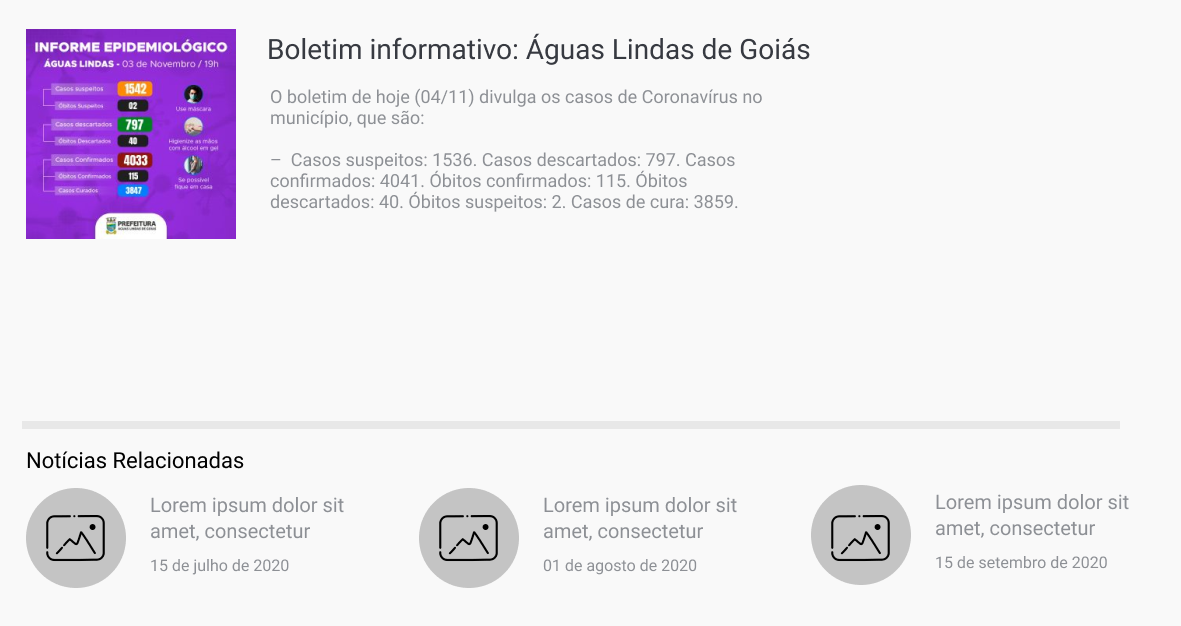 INFORME EPIDEMIOLÓGICO
ÁGUAS LINDAS - 03 de Novembro / 19h
Casos suspeitos 1542
Óbitos Suspeitos 02
Use máscara
Casos descartados 797
Óbitos Descartados 40
Higienize as mãos
com álcool em gel
Casos Confirmados 4033
Óbitos Confirmados 115
Se possível
fique em casa
Casos Curados 3847
PREFEITURA
ÁGUAS LINDAS DE GOIÁS
Boletim informativo: Águas Lindas de Goiás
O boletim de hoje (04/11) divulga os casos de Coronavírus no
município, que são:
– Casos suspeitos: 1536. Casos descartados: 797. Casos
confirmados: 4041. Óbitos confirmados: 115. Óbitos
descartados: 40. Óbitos suspeitos: 2. Casos de cura: 3859.
Notícias Relacionadas
Lorem ipsum dolor sit
amet, consectetur
15 de julho de 2020
Lorem ipsum dolor sit
amet, consectetur
01 de agosto de 2020
Lorem ipsum dolor sit
amet, consectetur
15 de setembro de 2020